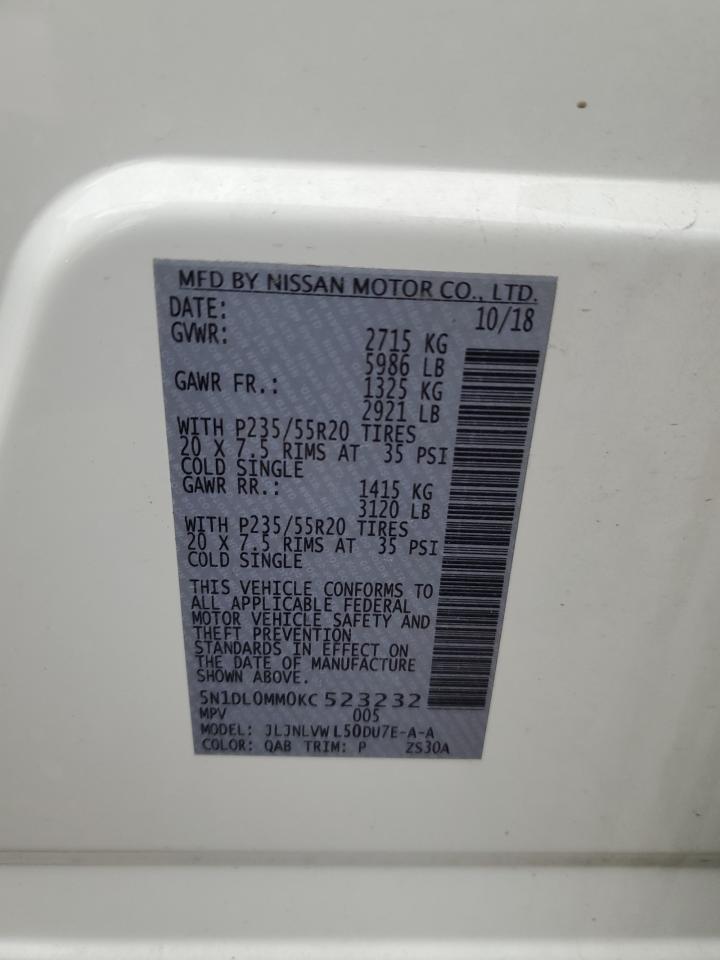 MFD BY NISSAN MOTOR CO., LTD.
DATE: 10/18
GVWR: 2715 KG
5986 LB
GAWR FR.: 1325 KG
2921 LB
WITH P235/55R20 TIRES
20 X 7.5 RIMS AT 35 PSI
COLD SINGLE
GAWR RR.: 1415 KG
3120 LB
WITH P235/55R20 TIRES
20 X 7.5 RIMS AT 35 PSI
COLD SINGLE
THIS VEHICLE CONFORMS TO
ALL APPLICABLE FEDERAL
MOTOR VEHICLE SAFETY AND
THEFT PREVENTION
STANDARDS IN EFFECT ON
THE DATE OF MANUFACTURE
SHOWN ABOVE.
5N1DL0MM0KC523232
MPV 005
MODEL: JLJNLVWL50DU7E-A-A
COLOR: QAB TRIM: P ZS30A